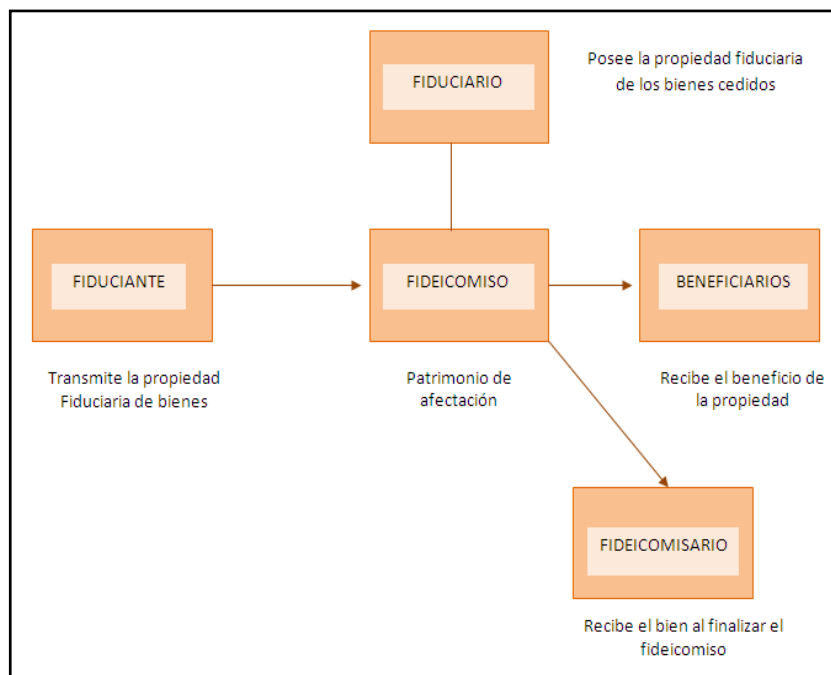 FIDUCIARIO
Posee la propiedad fiduciaria
de los bienes cedidos
FIDUCIANTE
FIDEICOMISO
BENEFICIARIOS
Transmite la propiedad
Fiduciaria de bienes
Patrimonio de
afectación
Recibe el beneficio de
la propiedad
FIDEICOMISARIO
Recibe el bien al finalizar el
fideicomiso